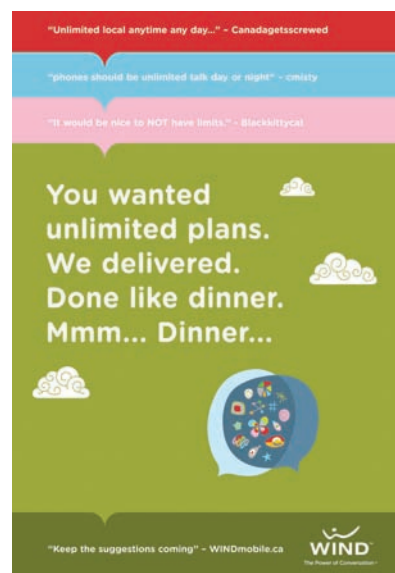 "Unlimited local anytime any day..." – Canadagetsscrewed
"phones should be unlimited talk day or night" – cmisty
"It would be nice to NOT have limits." – Blackkittycat
You wanted
unlimited plans.
We delivered.
Done like dinner.
Mmm... Dinner...
"Keep the suggestions coming" – WINDmobile.ca
WIND™
The Power of Conversation™